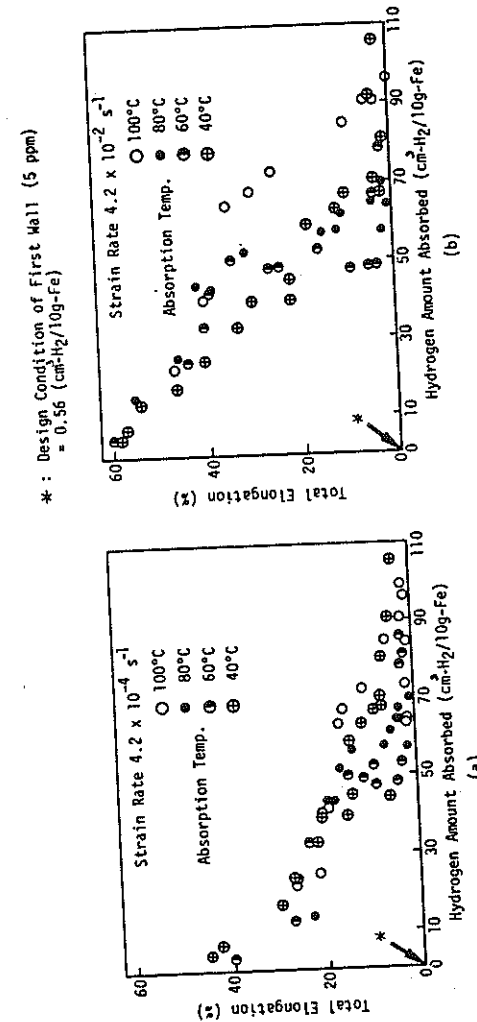 * : Design Condition of First Wall (5 ppm)
= 0.56 (cm³-H2/10g-Fe)
Strain Rate 4.2 x 10⁻⁴ s⁻¹
Absorption Temp.
100°C
80°C
60°C
40°C
60
40
20
0
Total Elongation (%)
*
0
10
30
50
70
90
110
Hydrogen Amount Absorbed (cm³-H2/10g-Fe)
(a)
Strain Rate 4.2 x 10⁻² s⁻¹
Absorption Temp.
100°C
80°C
60°C
40°C
60
40
20
0
Total Elongation (%)
*
0
10
30
50
70
90
110
Hydrogen Amount Absorbed (cm³-H2/10g-Fe)
(b)